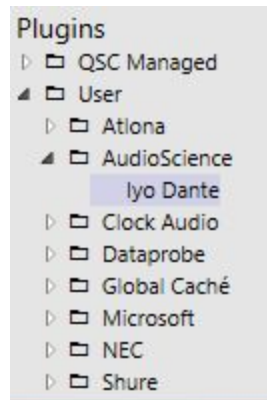 Plugins
QSC Managed
User
Atlona
AudioScience
Iyo Dante
Clock Audio
Dataprobe
Global Caché
Microsoft
NEC
Shure